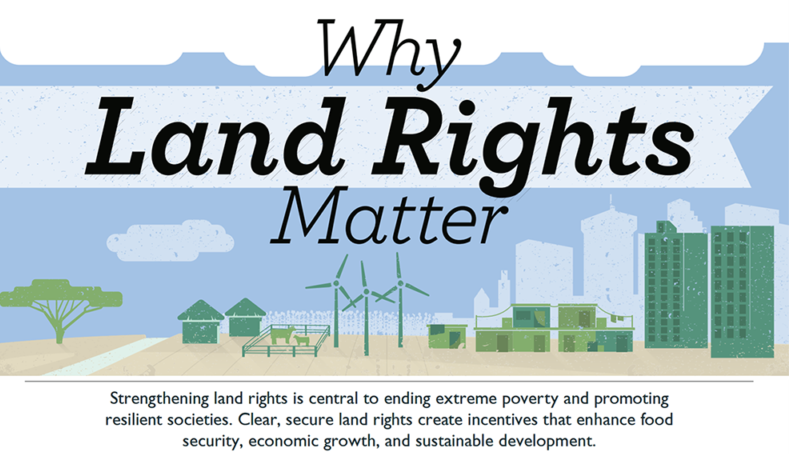 Why
Land Rights
Matter
Strengthening land rights is central to ending extreme poverty and promoting
resilient societies. Clear, secure land rights create incentives that enhance food
security, economic growth, and sustainable development.